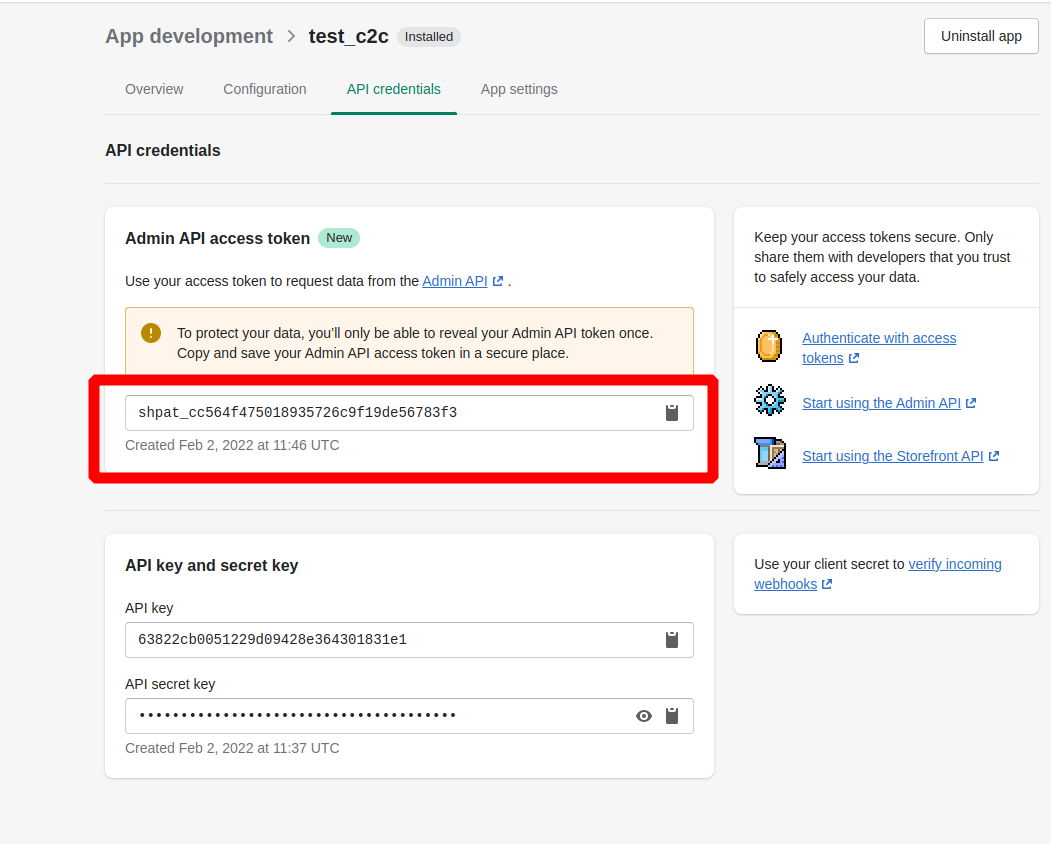 App development > test_c2c Installed
Uninstall app
Overview Configuration API credentials App settings
API credentials
Admin API access token New
Use your access token to request data from the Admin API .
To protect your data, you’ll only be able to reveal your Admin API token once.
Copy and save your Admin API access token in a secure place.
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
Created Feb 2, 2022 at 11:46 UTC
Keep your access tokens secure. Only
share them with developers that you trust
to safely access your data.
Authenticate with access
tokens
Start using the Admin API
Start using the Storefront API
API key and secret key
API key
63822cb0051229d09428e364301831e1
API secret key
••••••••••••••••••••••••••••••••••••••
Created Feb 2, 2022 at 11:37 UTC
Use your client secret to verify incoming
webhooks